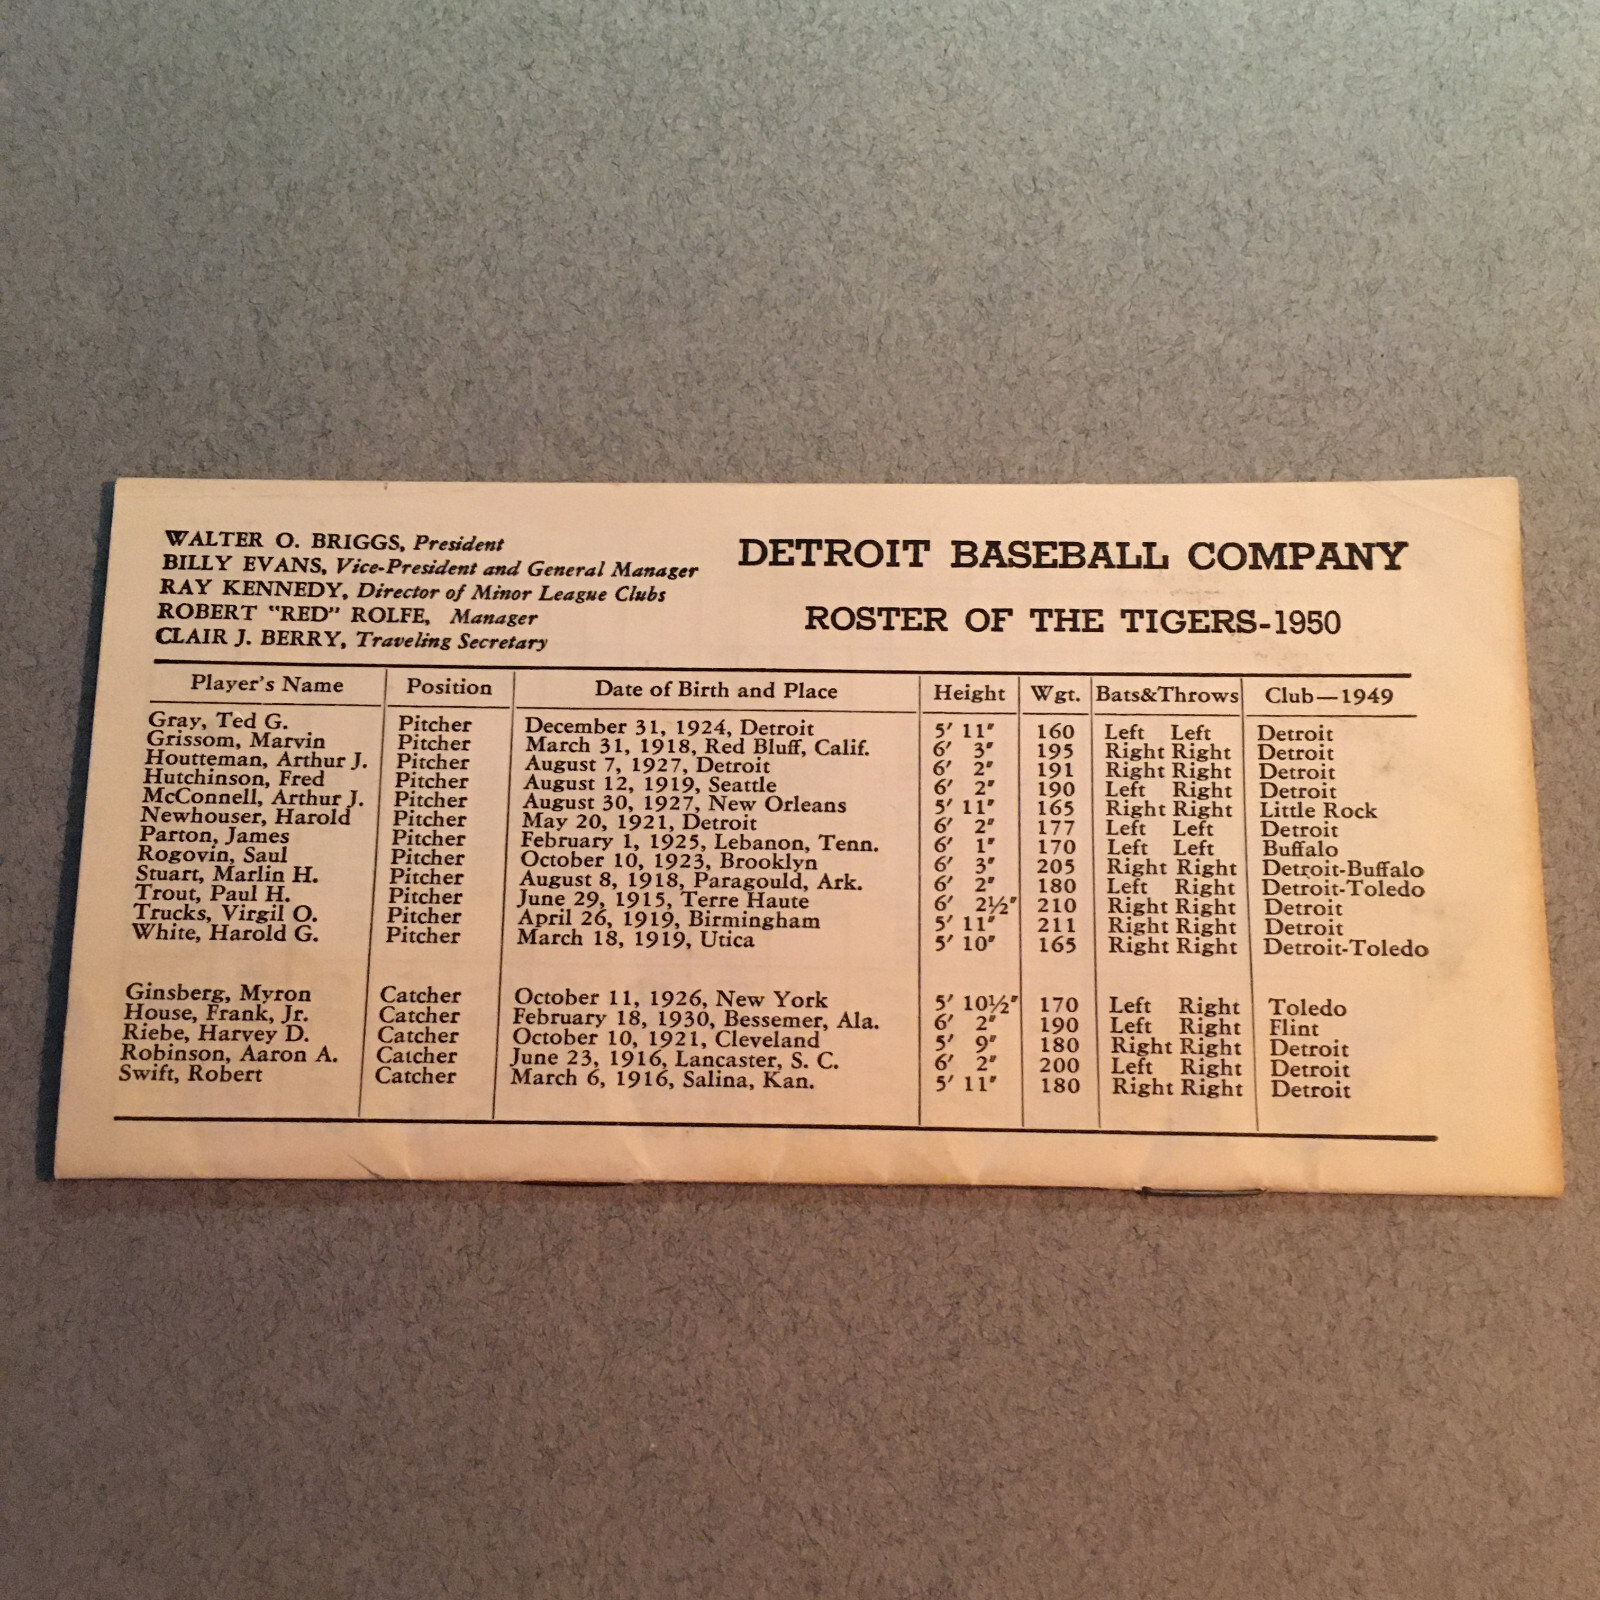 WALTER O. BRIGGS, President
BILLY EVANS, Vice-President and General Manager
RAY KENNEDY, Director of Minor League Clubs
ROBERT "RED" ROLFE, Manager
CLAIR J. BERRY, Traveling Secretary
DETROIT BASEBALL COMPANY
ROSTER OF THE TIGERS-1950
Player's Name Position Date of Birth and Place Height Wgt. Bats&Throws Club—1949
Gray, Ted G. Pitcher December 31, 1924, Detroit 5' 11" 160 Left Left Detroit
Grissom, Marvin Pitcher March 31, 1918, Red Bluff, Calif. 6' 3" 195 Right Right Detroit
Houtteman, Arthur J. Pitcher August 7, 1927, Detroit 6' 2" 191 Right Right Detroit
Hutchinson, Fred Pitcher August 12, 1919, Seattle 6' 2" 190 Left Right Detroit
McConnell, Arthur J. Pitcher August 30, 1927, New Orleans 5' 11" 165 Right Right Little Rock
Newhouser, Harold Pitcher May 20, 1921, Detroit 6' 2" 177 Left Left Detroit
Parton, James Pitcher February 1, 1925, Lebanon, Tenn. 6' 1" 170 Left Left Buffalo
Rogovin, Saul Pitcher October 10, 1923, Brooklyn 6' 3" 205 Right Right Detroit-Buffalo
Stuart, Marlin H. Pitcher August 8, 1918, Paragould, Ark. 6' 2" 180 Left Right Detroit-Toledo
Trout, Paul H. Pitcher June 29, 1915, Terre Haute 6' 2½" 210 Right Right Detroit
Trucks, Virgil O. Pitcher April 26, 1919, Birmingham 5' 11" 211 Right Right Detroit
White, Harold G. Pitcher March 18, 1919, Utica 5' 10" 165 Right Right Detroit-Toledo
Ginsberg, Myron Catcher October 11, 1926, New York 5' 10½" 170 Left Right Toledo
House, Frank, Jr. Catcher February 18, 1930, Bessemer, Ala. 6' 2" 190 Left Right Flint
Riebe, Harvey D. Catcher October 10, 1921, Cleveland 5' 9" 180 Right Right Detroit
Robinson, Aaron A. Catcher June 23, 1916, Lancaster, S. C. 6' 2" 200 Left Right Detroit
Swift, Robert Catcher March 6, 1916, Salina, Kan. 5' 11" 180 Right Right Detroit